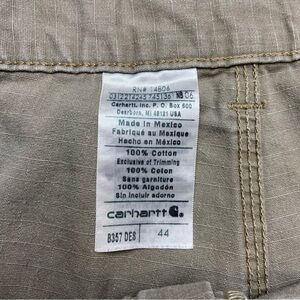 RN# 14806
Carhartt, Inc. P.O. Box 600
Dearborn, MI 48121 USA
Made in Mexico
Fabriqué au Mexique
Hecho en México
100% Cotton
Exclusive of Trimming
100% Coton
Sans garniture
100% Algodón
Sin incluir adorno
carhartt
B357 DES 44